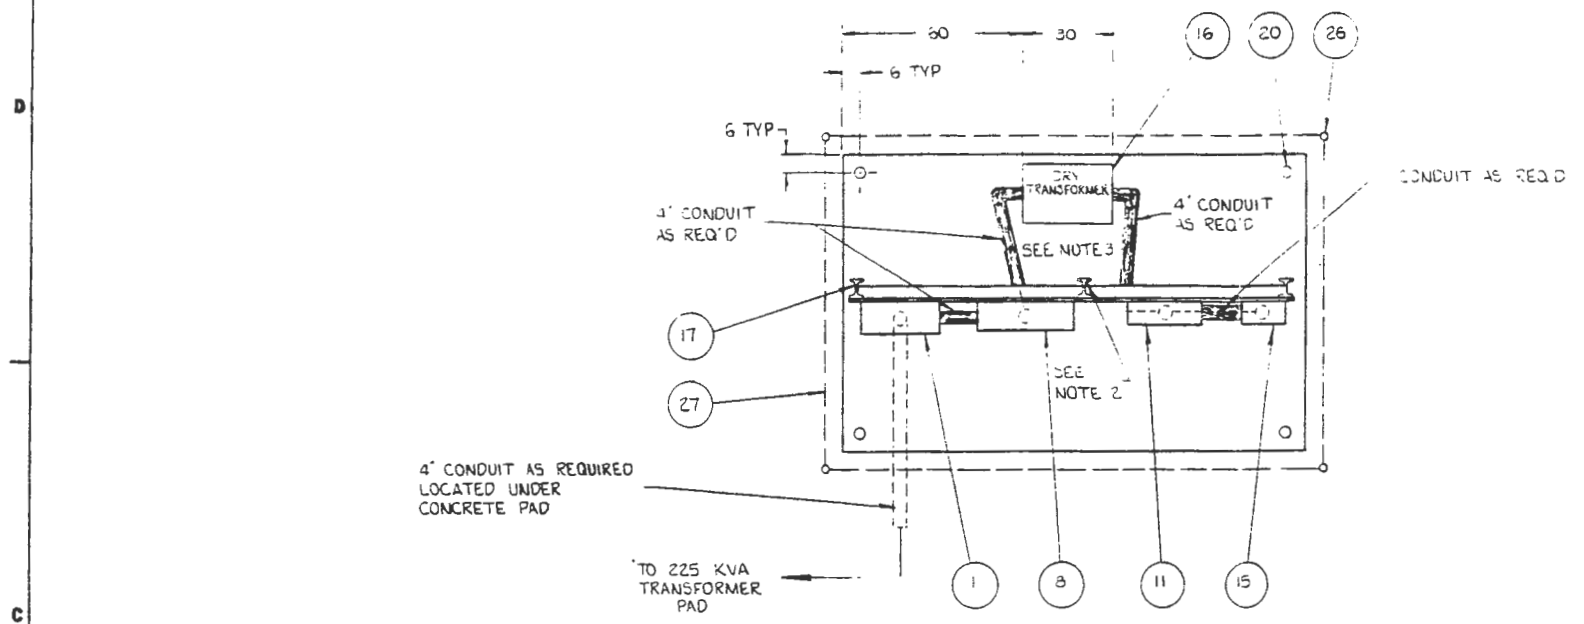 60
30
16
20
26
6 TYP
D
6 TYP
DRY
TRANSFORMER
CONDUIT AS REQ'D
4" CONDUIT
AS REQ'D
4" CONDUIT
AS REQ'D
SEE NOTE 3
17
SEE
NOTE 2
27
4" CONDUIT AS REQUIRED
LOCATED UNDER
CONCRETE PAD
TO 225 KVA
TRANSFORMER
PAD
1
8
11
15
C